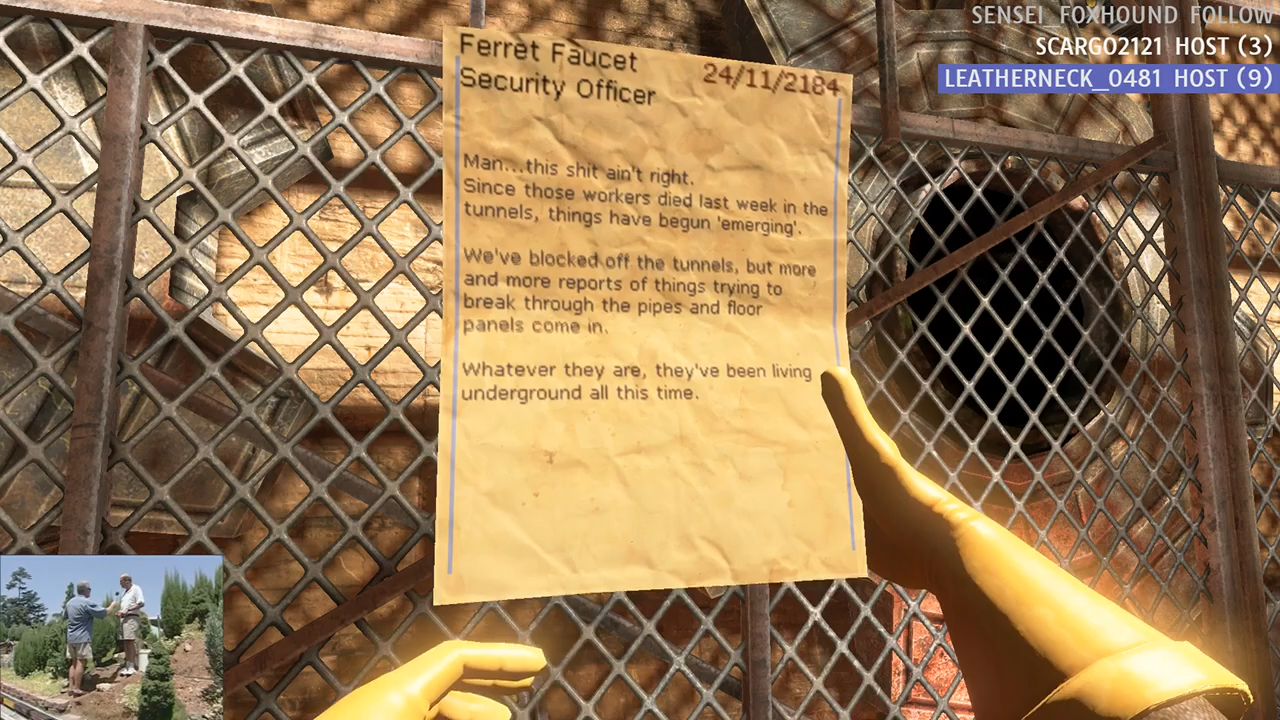 SENSEI_FOXHOUND FOLLOW
SCARGO2121 HOST (3)
LEATHERNECK_0481 HOST (9)
Ferret Faucet
Security Officer
24/11/2184
Man...this shit ain't right.
Since those workers died last week in the
tunnels, things have begun 'emerging'.
We've blocked off the tunnels, but more
and more reports of things trying to
break through the pipes and floor
panels come in.
Whatever they are, they've been living
underground all this time.